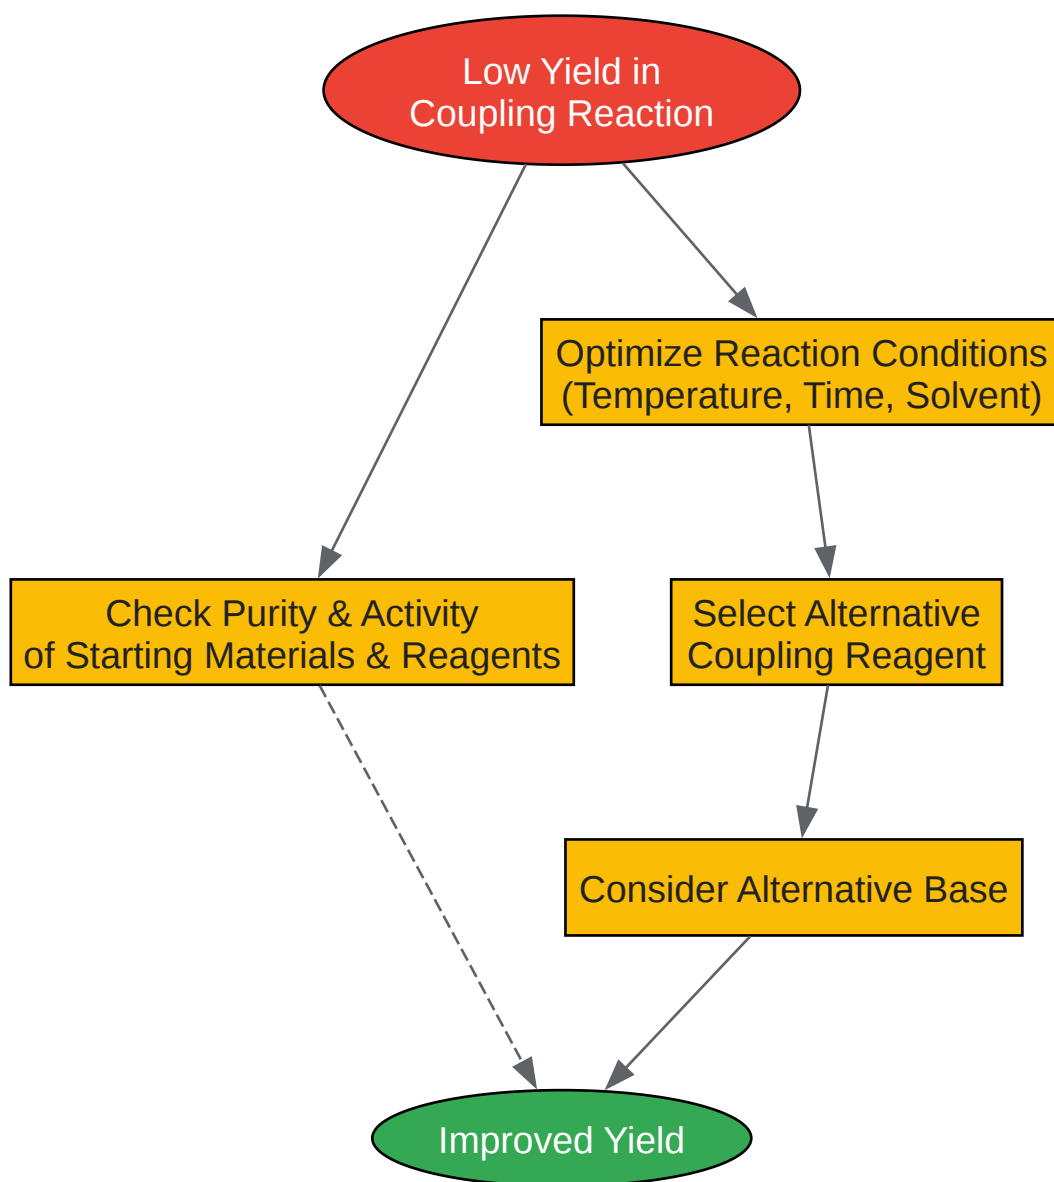 Low Yield in
Coupling Reaction
Optimize Reaction Conditions
(Temperature, Time, Solvent)
Check Purity & Activity
of Starting Materials & Reagents
Select Alternative
Coupling Reagent
Consider Alternative Base
Improved Yield